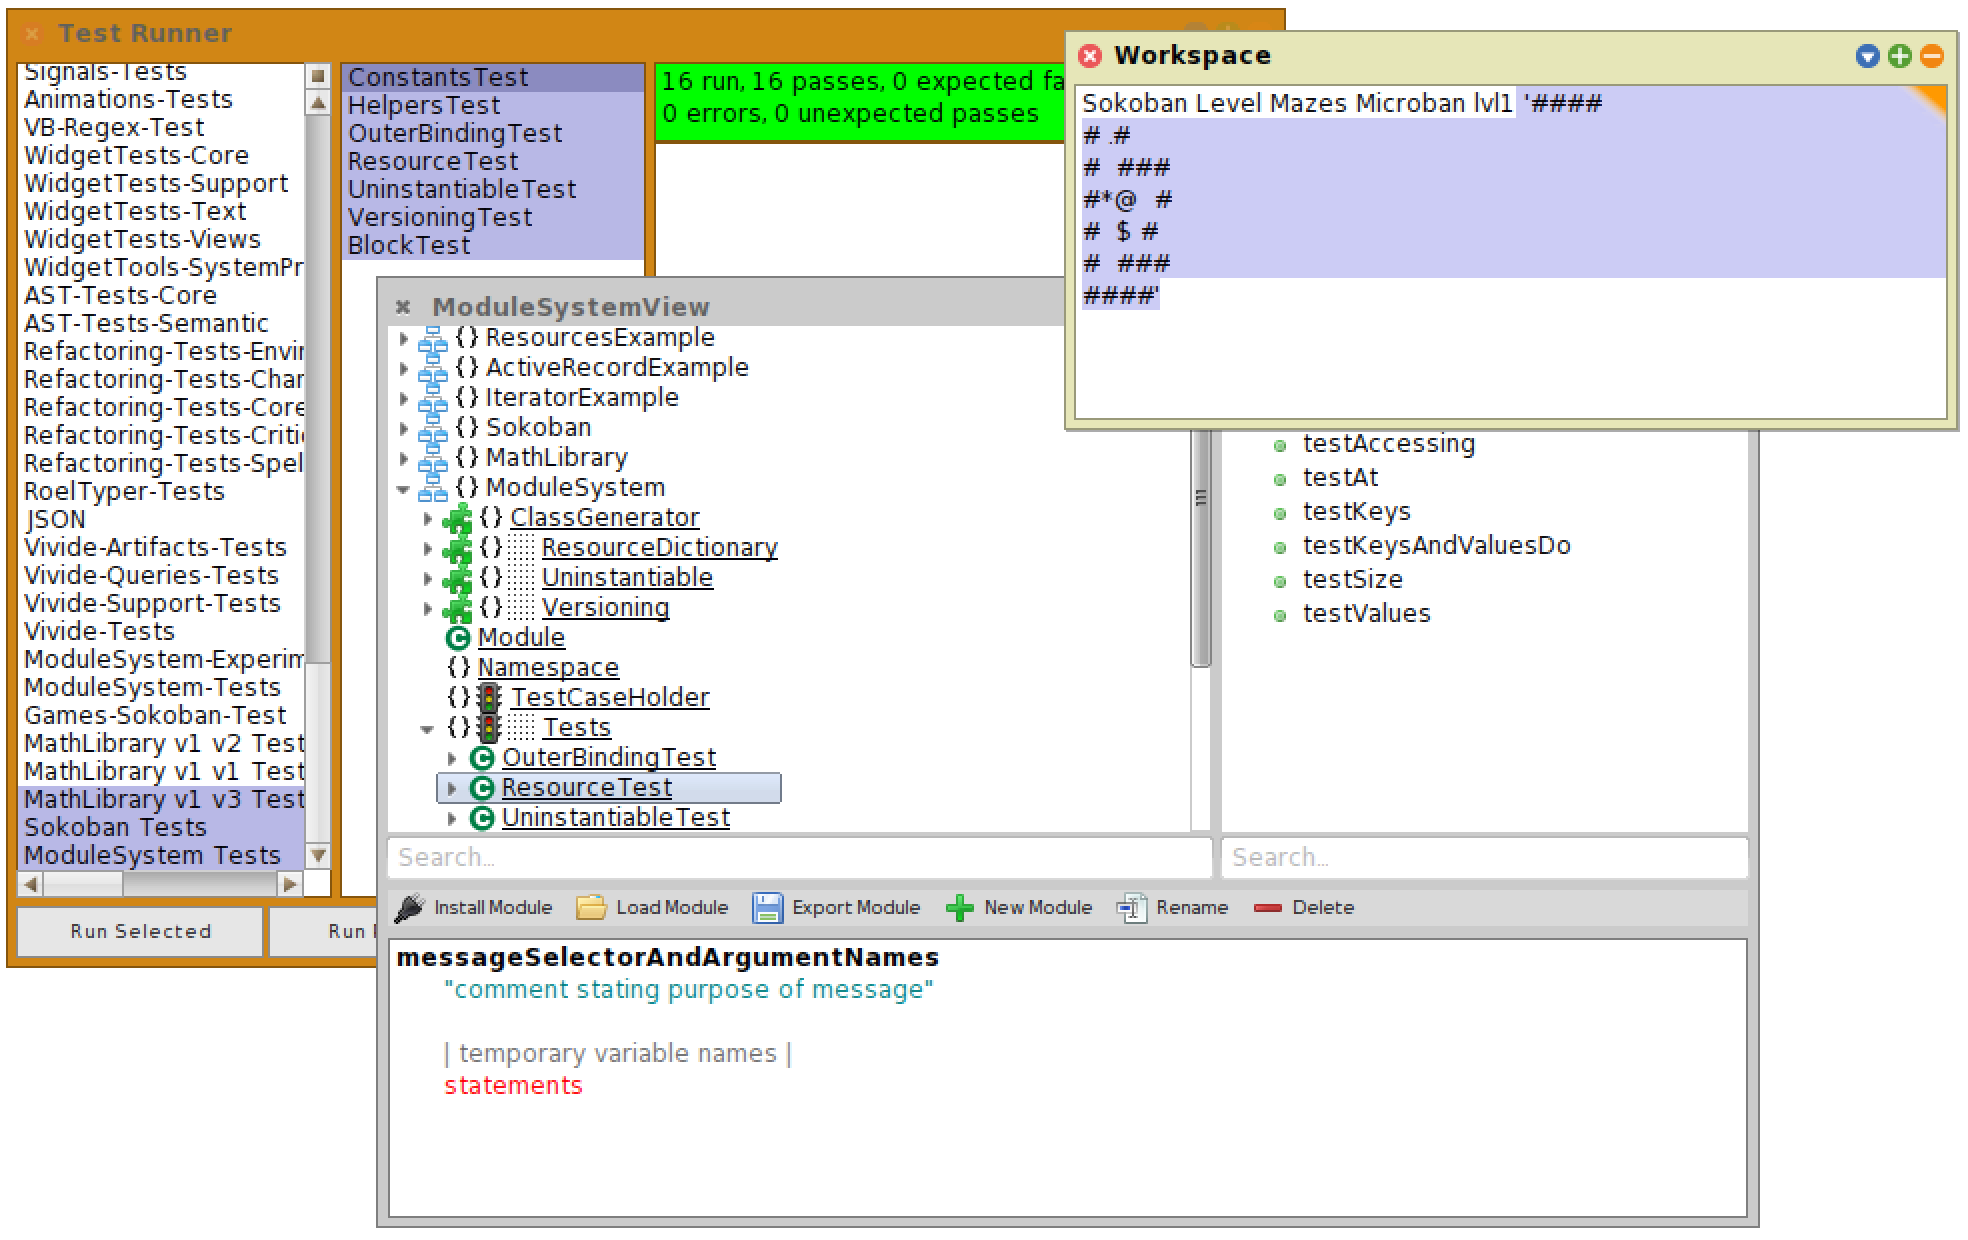 Test Runner
Signals-Tests
Animations-Tests
VB-Regex-Test
WidgetTests-Core
WidgetTests-Support
WidgetTests-Text
WidgetTests-Views
WidgetTools-SystemPr
AST-Tests-Core
AST-Tests-Semantic
Refactoring-Tests-Envir
Refactoring-Tests-Char
Refactoring-Tests-Core
Refactoring-Tests-Critic
Refactoring-Tests-Spel
RoelTyper-Tests
JSON
Vivide-Artifacts-Tests
Vivide-Queries-Tests
Vivide-Support-Tests
Vivide-Tests
ModuleSystem-Experim
ModuleSystem-Tests
Games-Sokoban-Test
MathLibrary v1 v2 Test
MathLibrary v1 v1 Test
MathLibrary v1 v3 Test
Sokoban Tests
ModuleSystem Tests
Run Selected
Run
ConstantsTest
HelpersTest
OuterBindingTest
ResourceTest
UninstantiableTest
VersioningTest
BlockTest
16 run, 16 passes, 0 expected fa
0 errors, 0 unexpected passes
Workspace
Sokoban Level Mazes Microban lvl1 '####
# .#
#  ###
#*@  #
#  $ #
#  ###
####'
ModuleSystemView
{} ResourcesExample
{} ActiveRecordExample
{} IteratorExample
{} Sokoban
{} MathLibrary
{} ModuleSystem
{} ClassGenerator
{} ResourceDictionary
{} Uninstantiable
{} Versioning
C Module
{} Namespace
{} TestCaseHolder
{} Tests
C OuterBindingTest
C ResourceTest
C UninstantiableTest
testAccessing
testAt
testKeys
testKeysAndValuesDo
testSize
testValues
Search...
Search...
Install Module Load Module Export Module New Module Rename Delete
messageSelectorAndArgumentNames
"comment stating purpose of message"
| temporary variable names |
statements